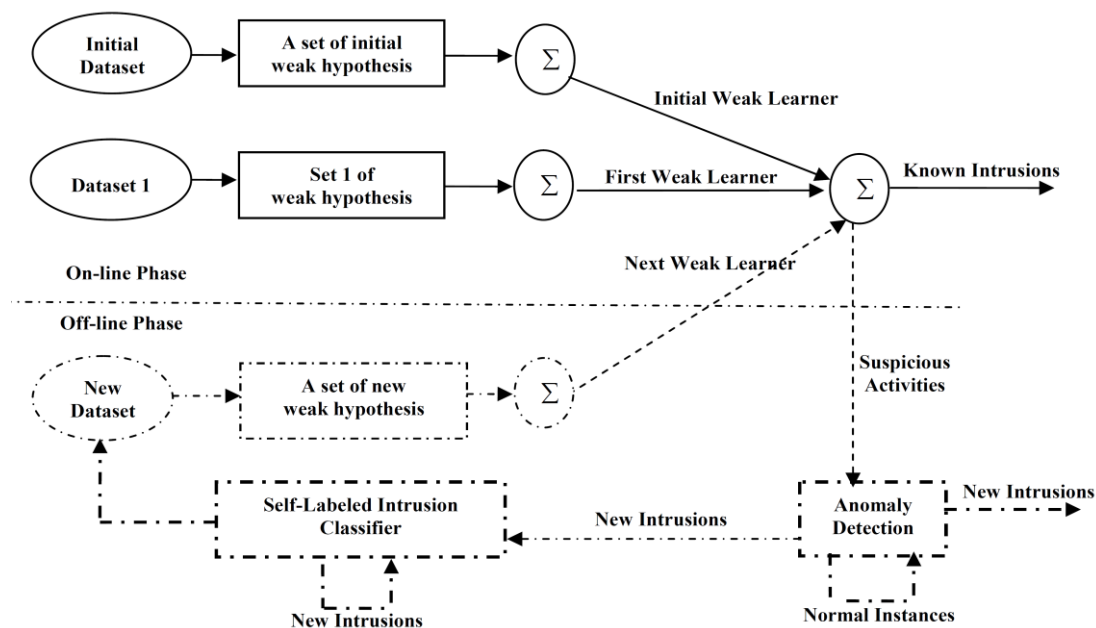 Initial
Dataset
A set of initial
weak hypothesis
Σ
Initial Weak Learner
Dataset 1
Set 1 of
weak hypothesis
Σ
First Weak Learner
Σ
Known Intrusions
Next Weak Learner
On-line Phase
Off-line Phase
New
Dataset
A set of new
weak hypothesis
Σ
Suspicious
Activities
Self-Labeled Intrusion
Classifier
New Intrusions
Anomaly
Detection
New Intrusions
New Intrusions
Normal Instances